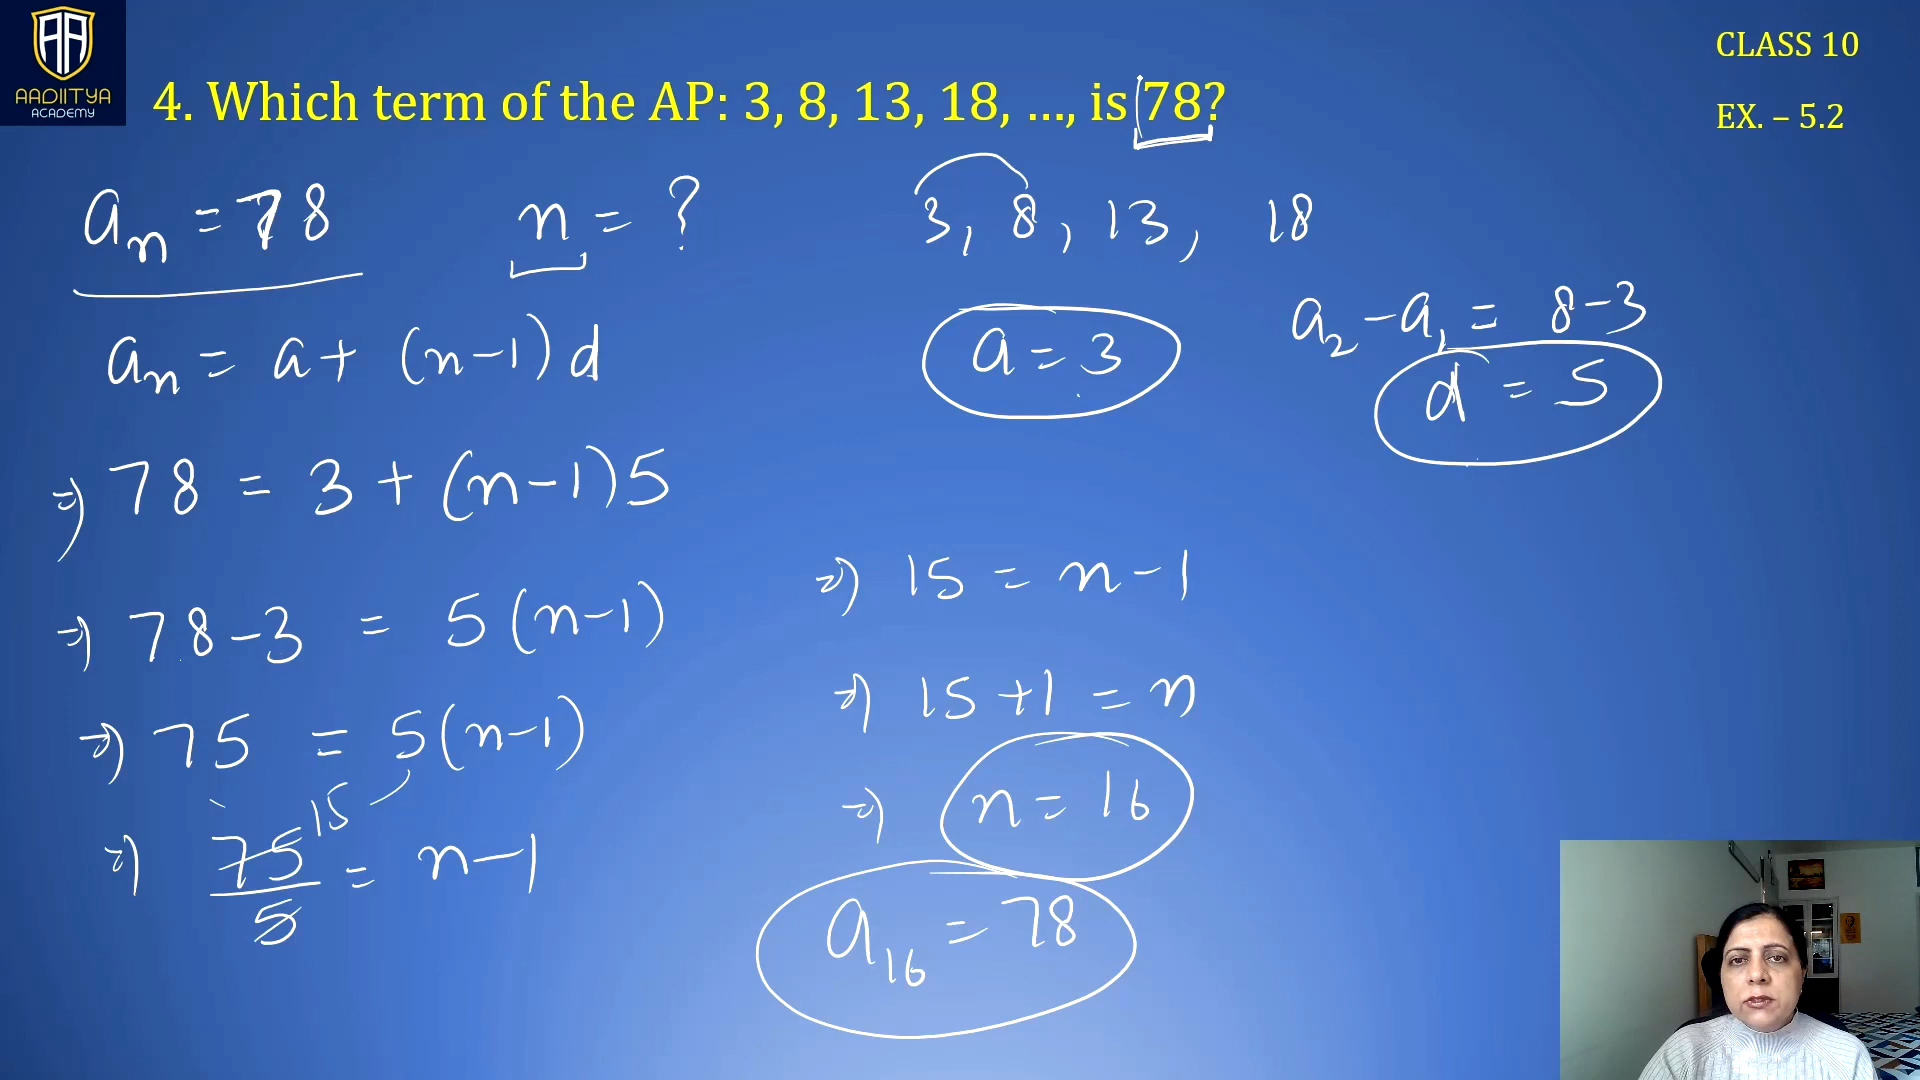 AADIITYA
ACADEMY
CLASS 10
EX. – 5.2
4. Which term of the AP: 3, 8, 13, 18, ..., is 78?
aₙ = 78
n = ?
3, 8, 13, 18
aₙ = a + (n-1)d
a = 3
a₂ - a₁ = 8-3
d = 5
⇒ 78 = 3 + (n-1)5
⇒ 78-3 = 5(n-1)
⇒ 75 = 5(n-1)
⇒ 75/5 15 = n-1
⇒ 15 = n-1
⇒ 15+1 = n
⇒ n = 16
a₁₆ = 78